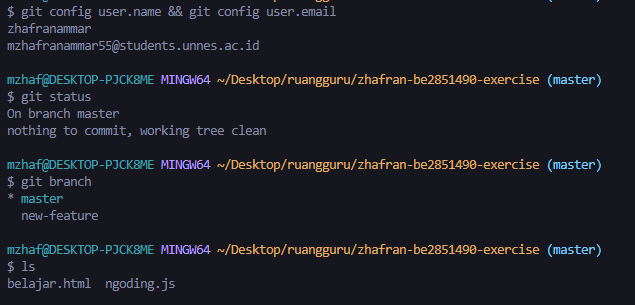 $ git config user.name && git config user.email
zhafranammar
mzhafranammar55@students.unnes.ac.id
mzhaf@DESKTOP-PJCK8ME MINGW64 ~/Desktop/ruangguru/zhafran-be2851490-exercise (master)
$ git status
On branch master
nothing to commit, working tree clean
mzhaf@DESKTOP-PJCK8ME MINGW64 ~/Desktop/ruangguru/zhafran-be2851490-exercise (master)
$ git branch
* master
  new-feature
mzhaf@DESKTOP-PJCK8ME MINGW64 ~/Desktop/ruangguru/zhafran-be2851490-exercise (master)
$ ls
belajar.html  ngoding.js